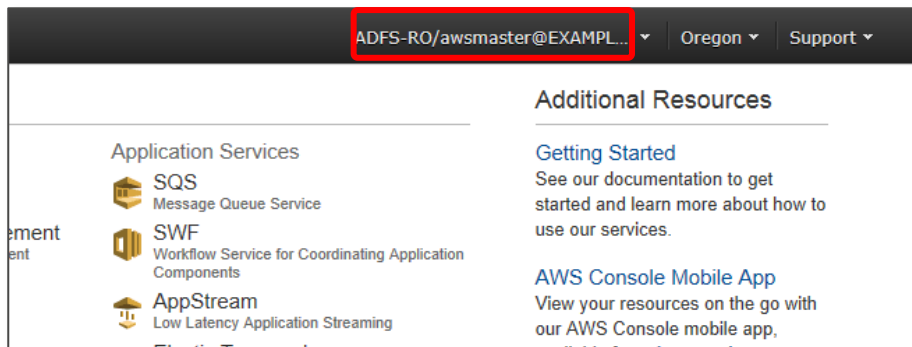 ADFS-RO/awsmaster@EXAMPL... Oregon Support
Additional Resources
Application Services
Getting Started
SQS
Message Queue Service
See our documentation to get
started and learn more about how to
use our services.
ement
ent
SWF
Workflow Service for Coordinating Application
Components
AWS Console Mobile App
AppStream
Low Latency Application Streaming
View your resources on the go with
our AWS Console mobile app,